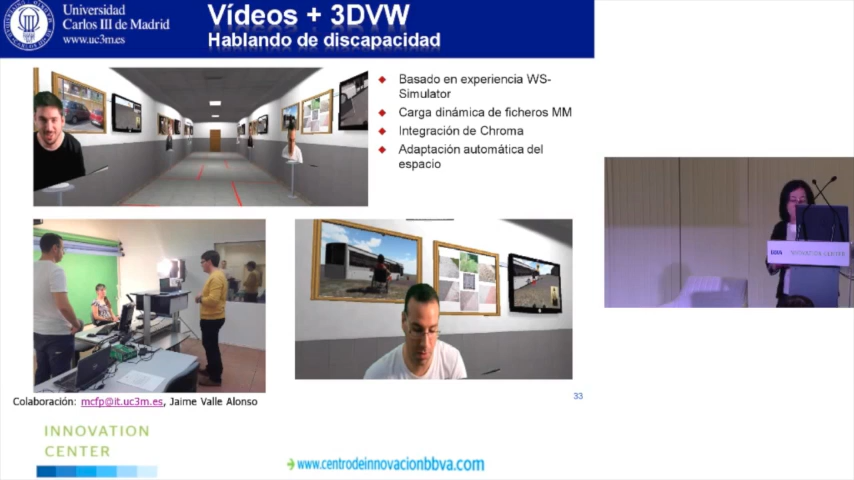 Universidad
Carlos III de Madrid
www.uc3m.es
Vídeos + 3DVW
Hablando de discapacidad
Basado en experiencia WS-
Simulator
Carga dinámica de ficheros MM
Integración de Chroma
Adaptación automática del
espacio
BBVA INNOVATION CENTER
Colaboración: mcfp@it.uc3m.es, Jaime Valle Alonso
33
INNOVATION
CENTER
www.centrodeinnovacionbbva.com